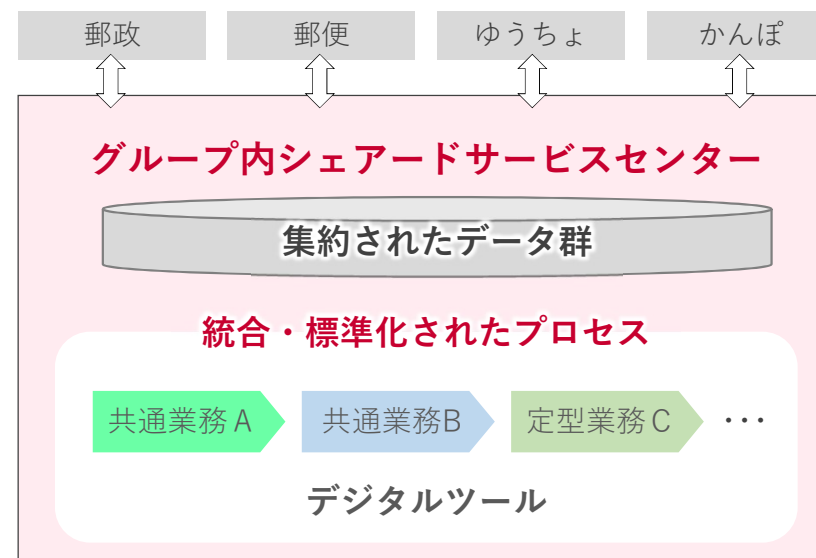 郵政 郵便 ゆうちょ かんぽ
グループ内シェアードサービスセンター
集約されたデータ群
統合・標準化されたプロセス
共通業務A 共通業務B 定型業務C ・・・
デジタルツール